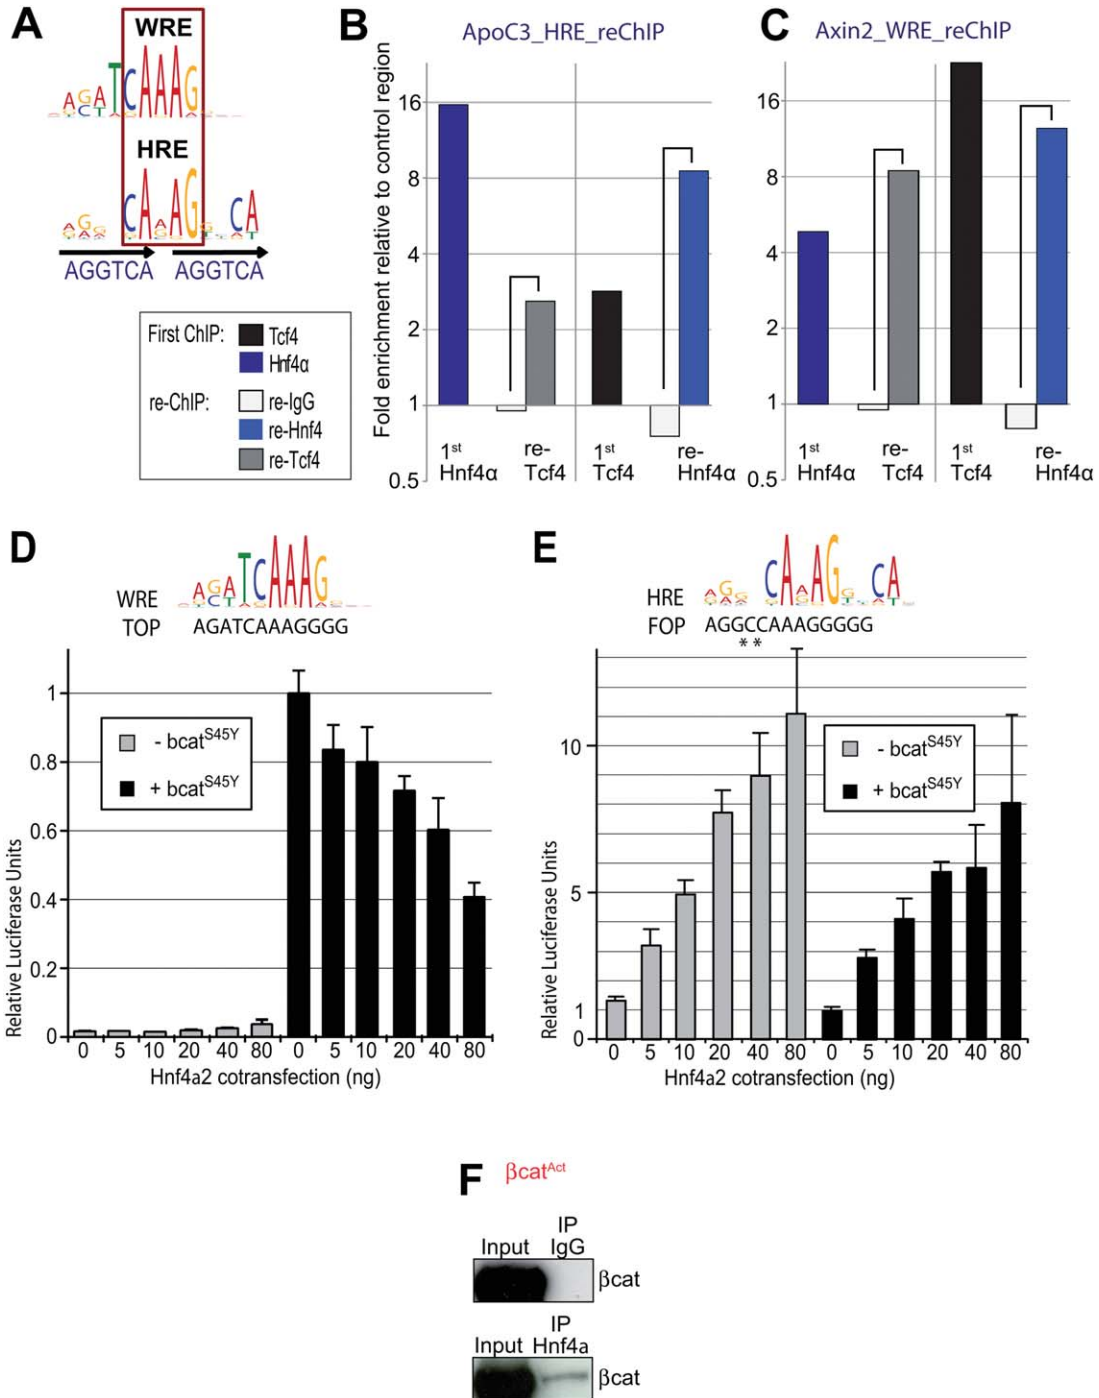 A
WRE
AGATCAAAG
HRE
CAAAG CA
AGGTCA AGGTCA
First ChIP:
Tcf4
Hnf4α
re-ChIP:
re-IgG
re-Hnf4
re-Tcf4
B
ApoC3_HRE_reChIP
Fold enrichment relative to control region
16
8
4
2
1
0.5
1st Hnf4α
re-Tcf4
1st Tcf4
re-Hnf4α
C
Axin2_WRE_reChIP
16
8
4
2
1
0.5
1st Hnf4α
re-Tcf4
1st Tcf4
re-Hnf4α
D
AGATCAAAG
WRE
TOP AGATCAAAGGGG
- bcatS45Y
+ bcatS45Y
Relative Luciferase Units
1
0.8
0.6
0.4
0.2
0
0 5 10 20 40 80 0 5 10 20 40 80
Hnf4a2 cotransfection (ng)
E
CAAAG CA
HRE
FOP AGGCCAAAGGGGG
**
- bcatS45Y
+ bcatS45Y
Relative Luciferase Units
10
5
1
0
0 5 10 20 40 80 0 5 10 20 40 80
Hnf4a2 cotransfection (ng)
F
βcatAct
IP
Input IgG
βcat
IP
Input Hnf4a
βcat